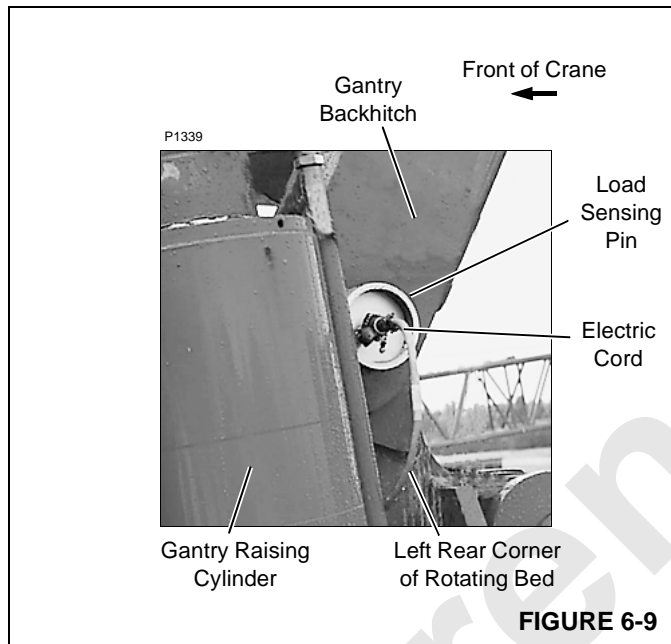 Front of Crane
Gantry
Backhitch
P1339
Load
Sensing
Pin
Electric
Cord
Gantry Raising
Cylinder
Left Rear Corner
of Rotating Bed
FIGURE 6-9